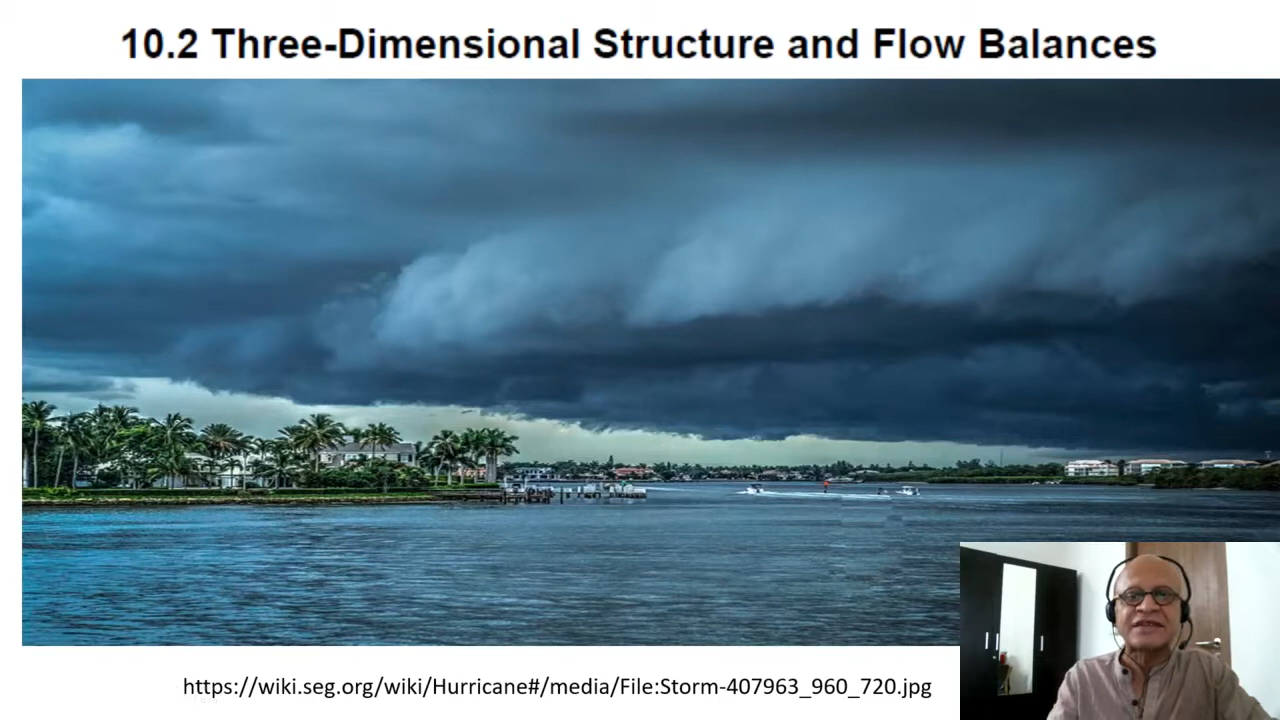 10.2 Three-Dimensional Structure and Flow Balances
https://wiki.seg.org/wiki/Hurricane#/media/File:Storm-407963_960_720.jpg